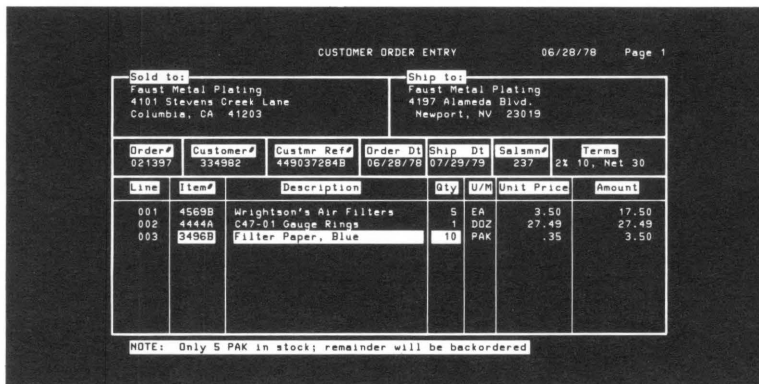 CUSTOMER ORDER ENTRY 06/28/78 Page 1
Sold to: Ship to:
Faust Metal Plating Faust Metal Plating
4101 Stevens Creek Lane 4197 Alameda Blvd.
Columbia, CA 41203 Newport, NV 23019
Order# Customer# Custmr Ref# Order Dt Ship Dt Salsmn# Terms
021397 334982 449037284B 06/28/78 07/29/79 237 2% 10, Net 30
Line Item# Description Qty U/M Unit Price Amount
001 4569B Wrightson's Air Filters 5 EA 3.50 17.50
002 4444A C47-01 Gauge Rings 1 DOZ 27.49 27.49
003 3496B Filter Paper, Blue 10 PAK .35 3.50
NOTE: Only 5 PAK in stock; remainder will be backordered